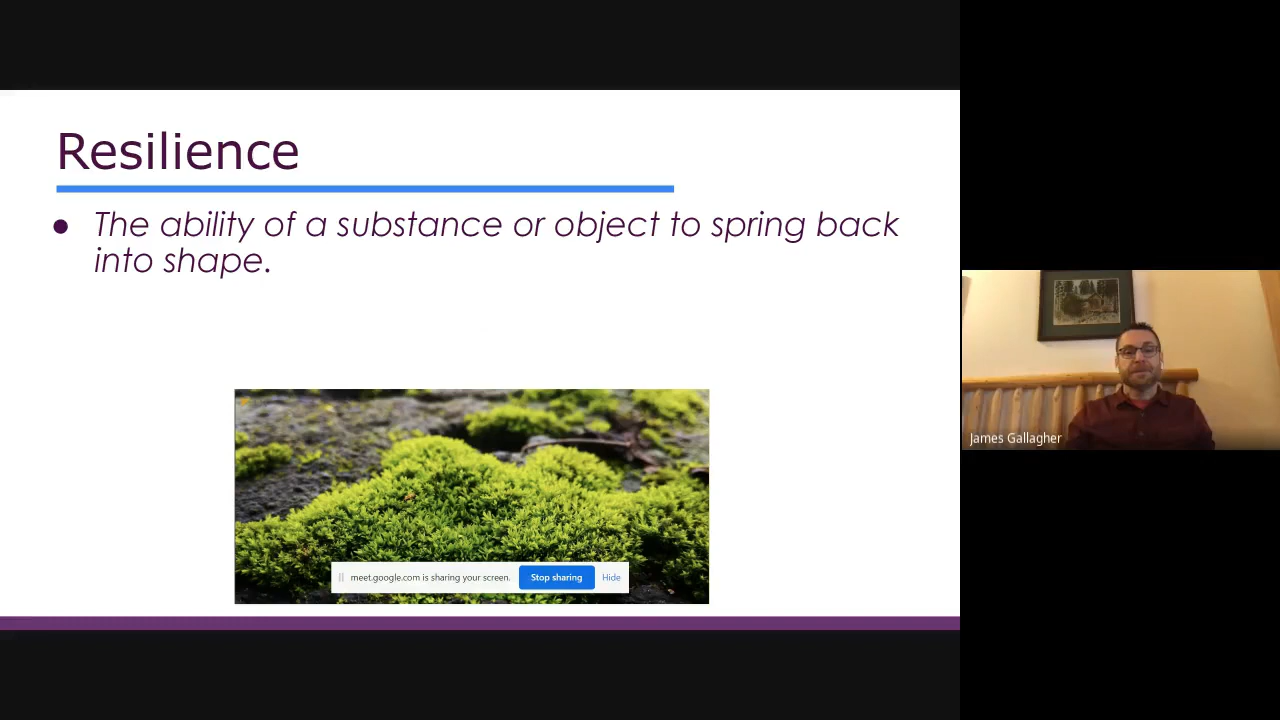 Resilience
● The ability of a substance or object to spring back
into shape.
meet.google.com is sharing your screen. Stop sharing Hide
James Gallagher